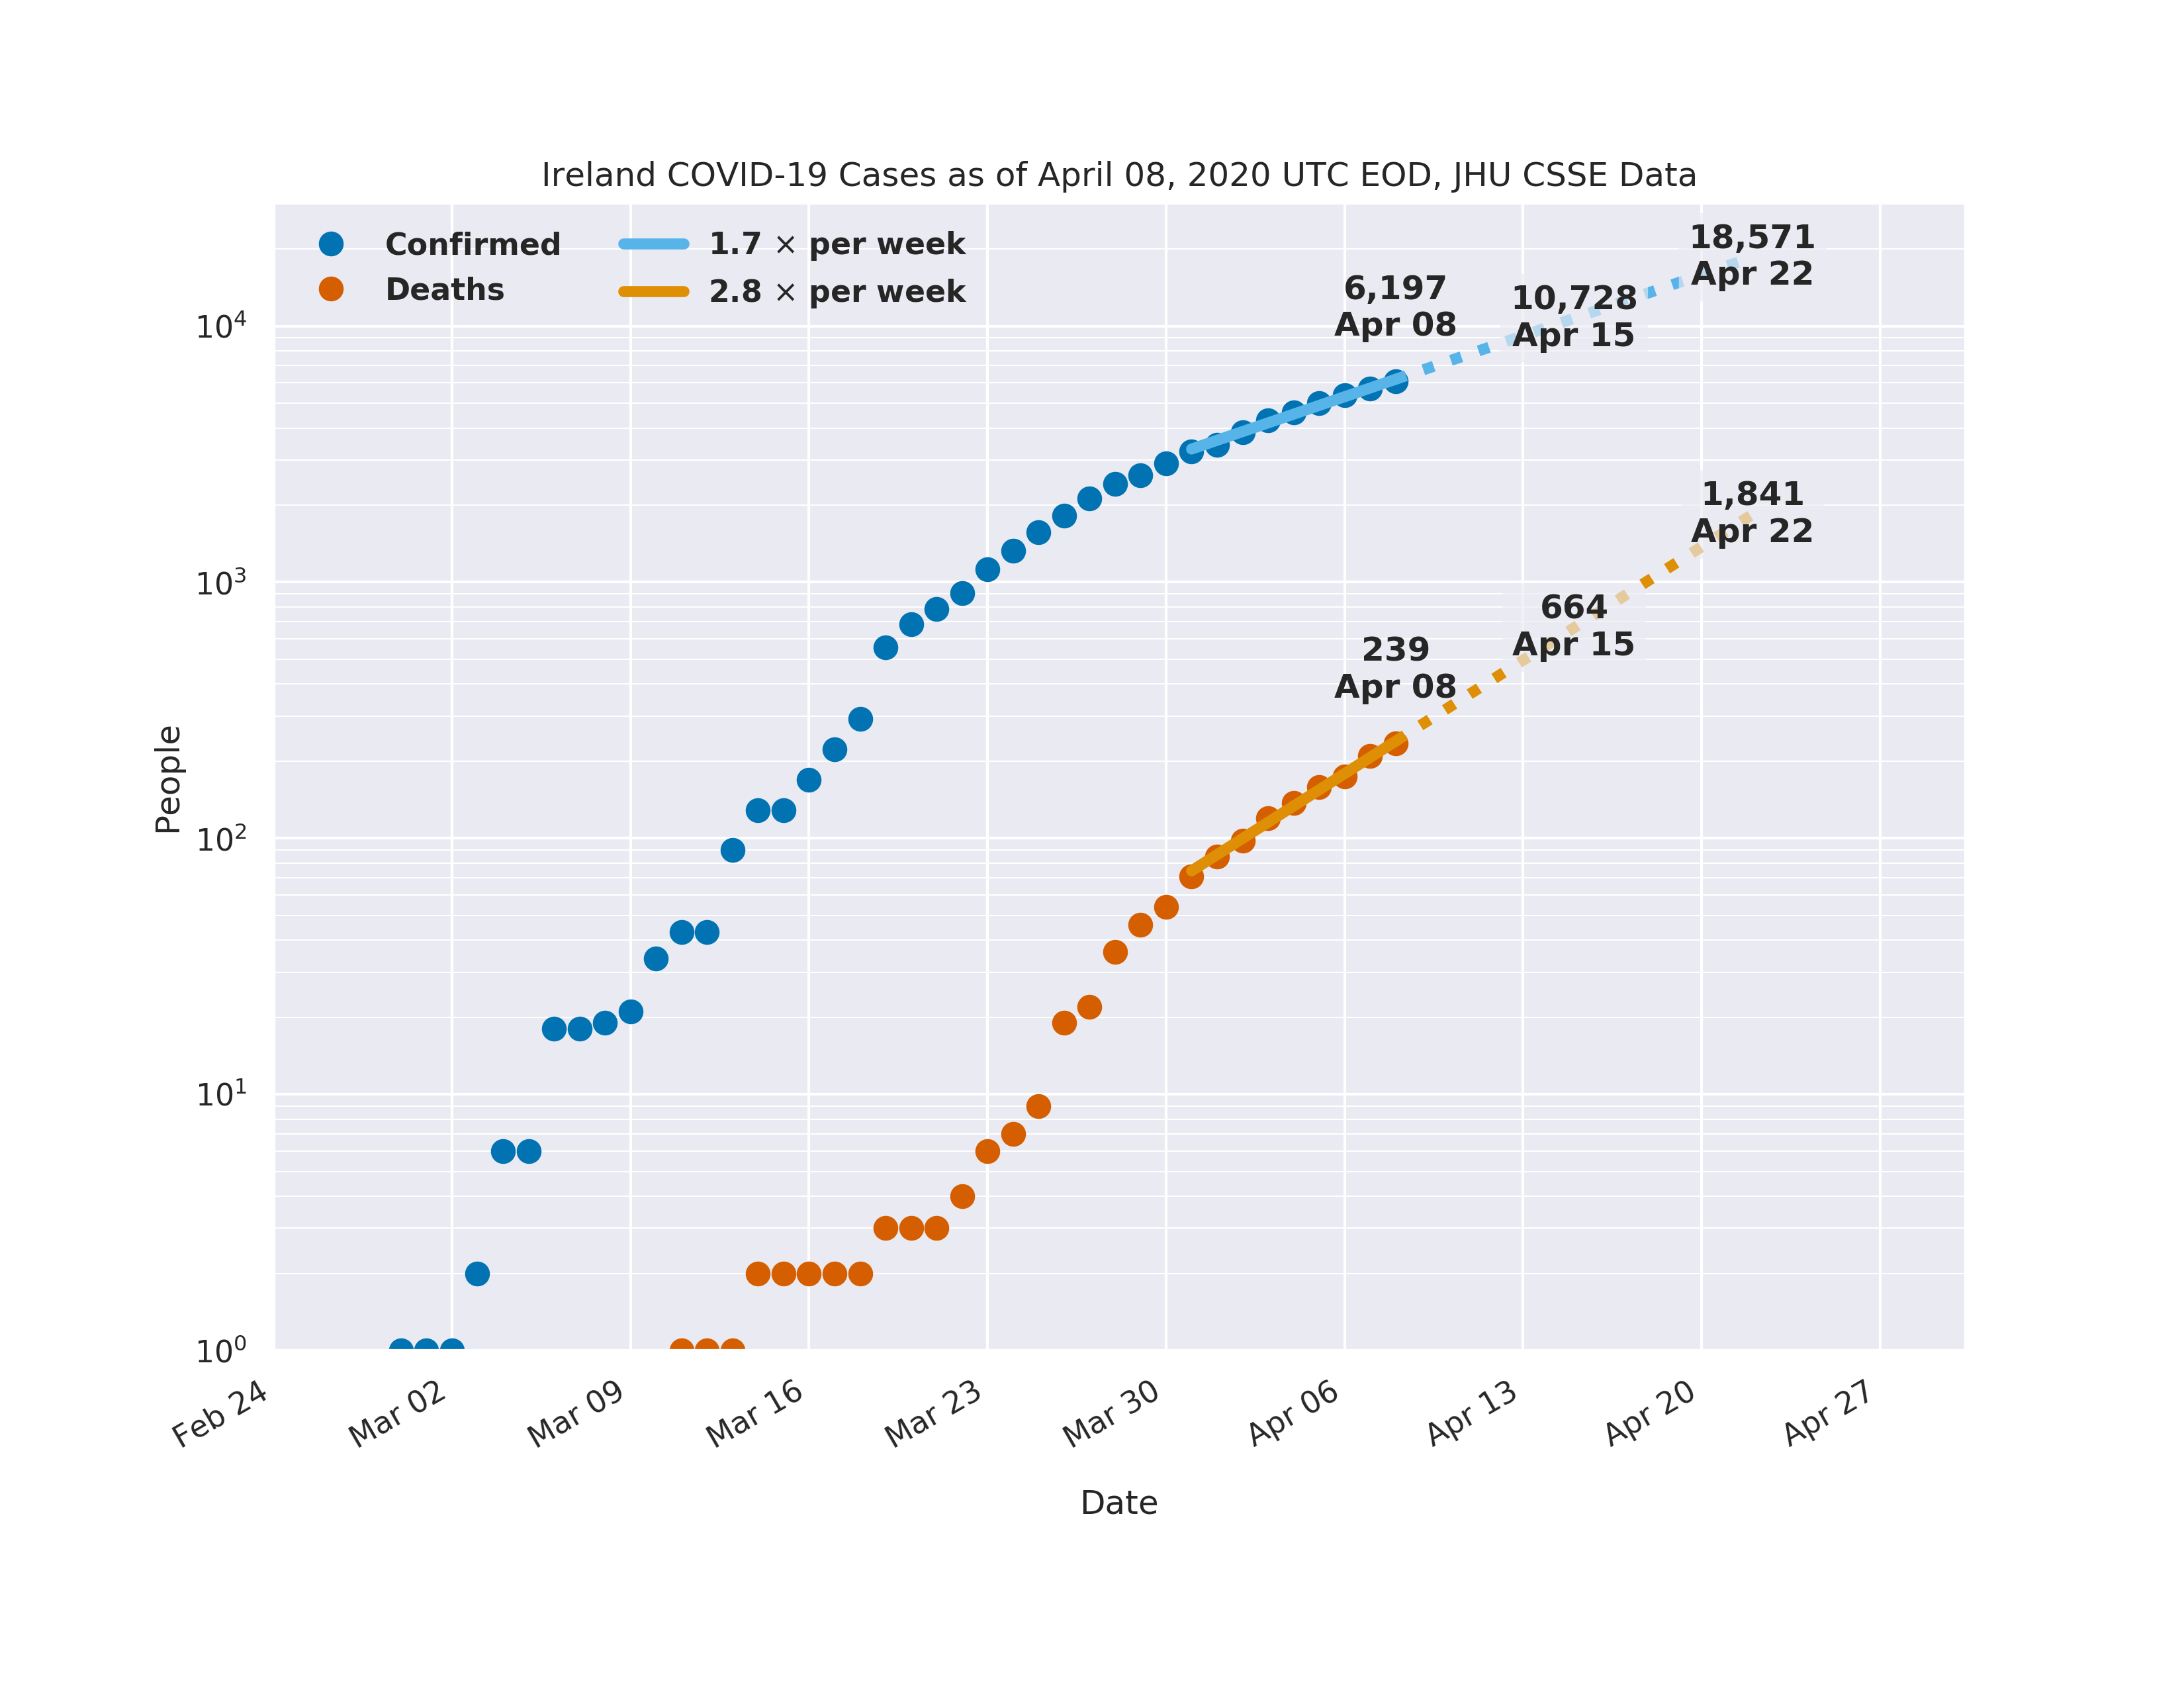 Ireland COVID-19 Cases as of April 08, 2020 UTC EOD, JHU CSSE Data
Confirmed
Deaths
1.7 × per week
2.8 × per week
6,197
Apr 08
10,728
Apr 15
18,571
Apr 22
239
Apr 08
664
Apr 15
1,841
Apr 22
People
10⁴
10³
10²
10¹
10⁰
Feb 24
Mar 02
Mar 09
Mar 16
Mar 23
Mar 30
Apr 06
Apr 13
Apr 20
Apr 27
Date